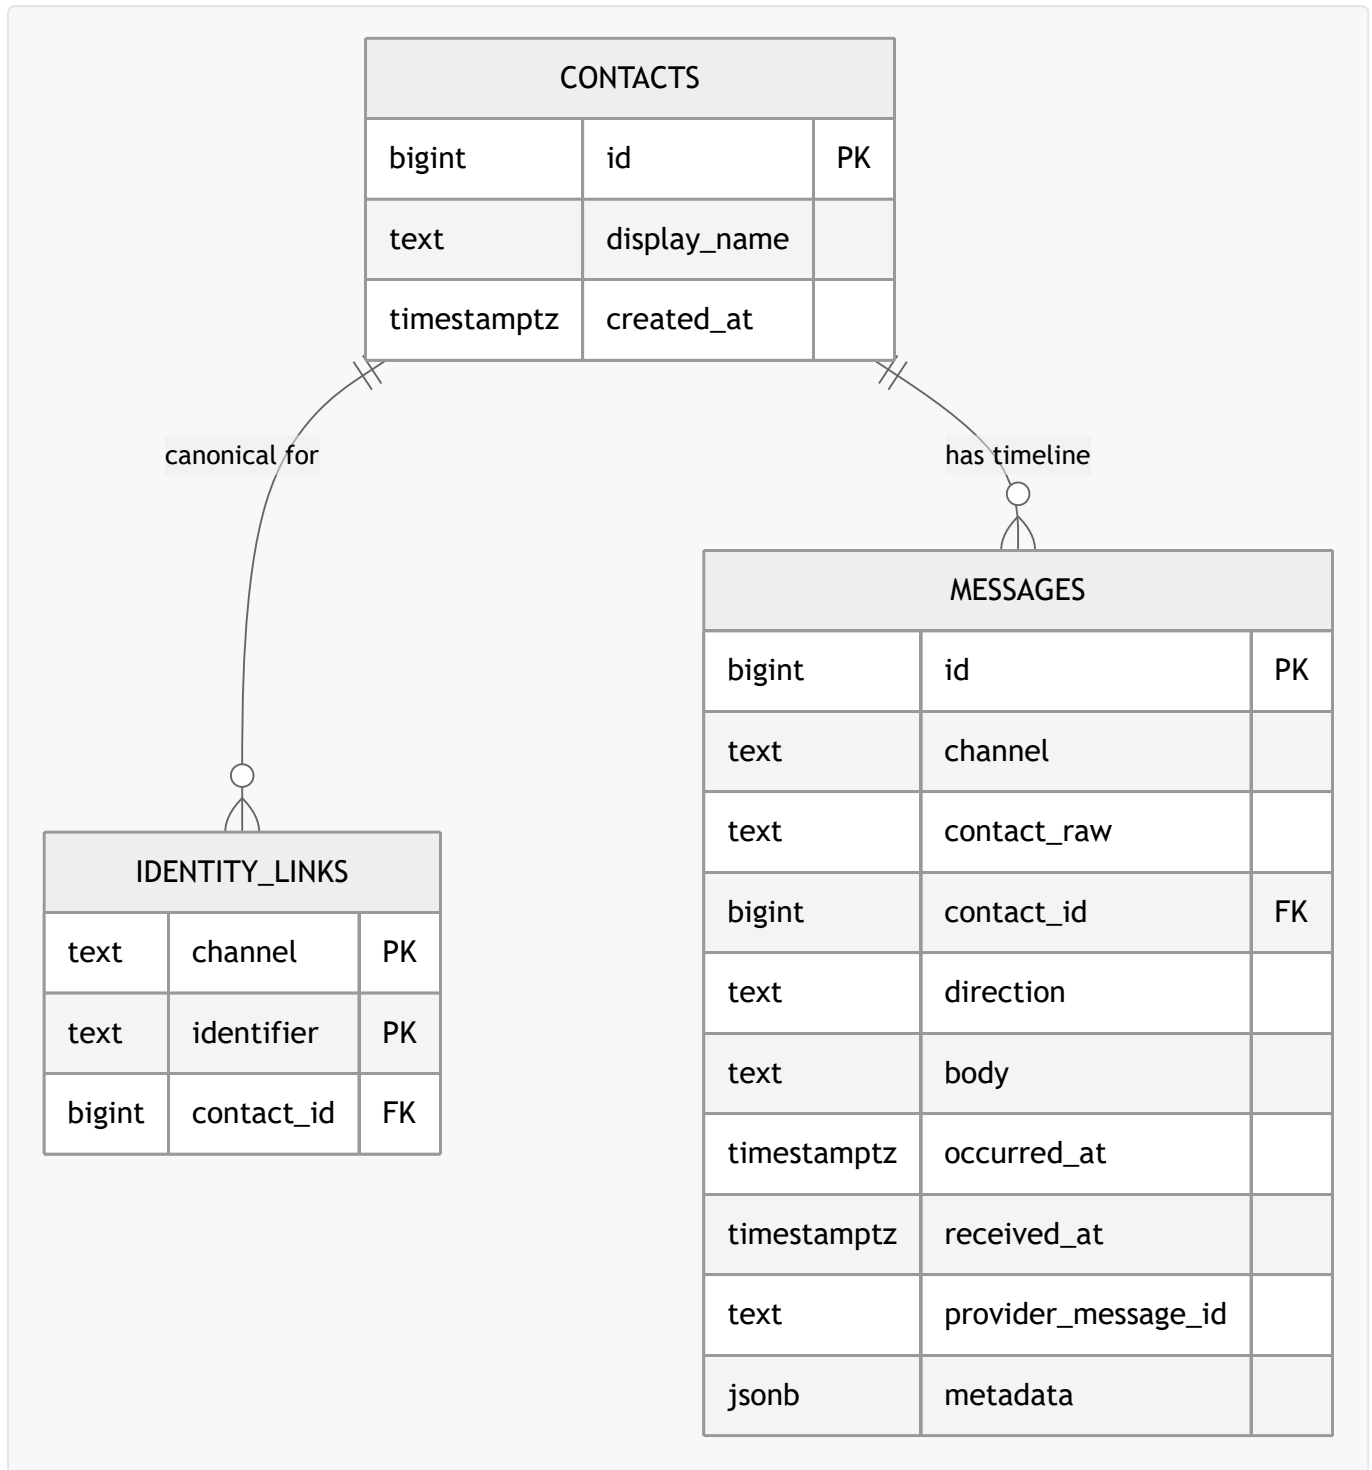 CONTACTS
bigint id PK
text display_name
timestamptz created_at
canonical for
has timeline
MESSAGES
bigint id PK
text channel
text contact_raw
bigint contact_id FK
text direction
text body
timestamptz occurred_at
timestamptz received_at
text provider_message_id
jsonb metadata
IDENTITY_LINKS
text channel PK
text identifier PK
bigint contact_id FK